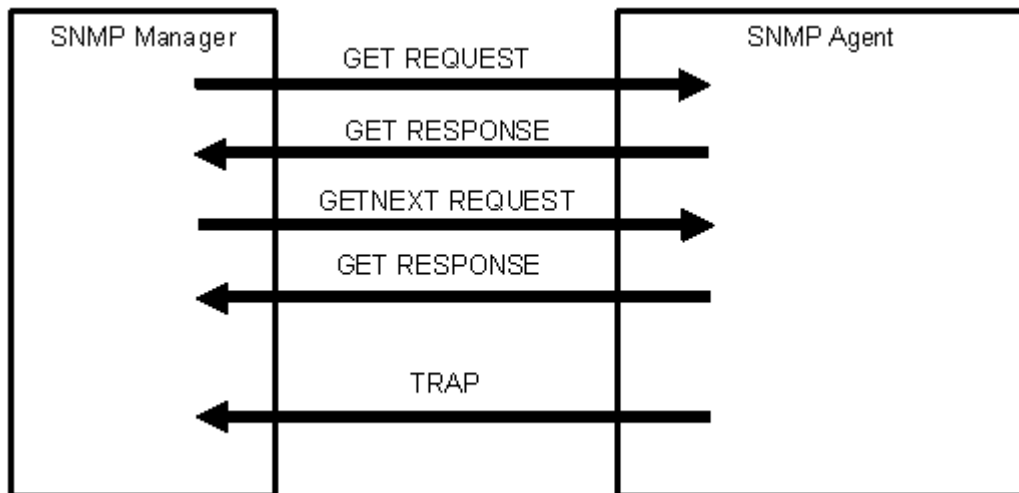 SNMP Manager
SNMP Agent
GET REQUEST
GET RESPONSE
GETNEXT REQUEST
GET RESPONSE
TRAP